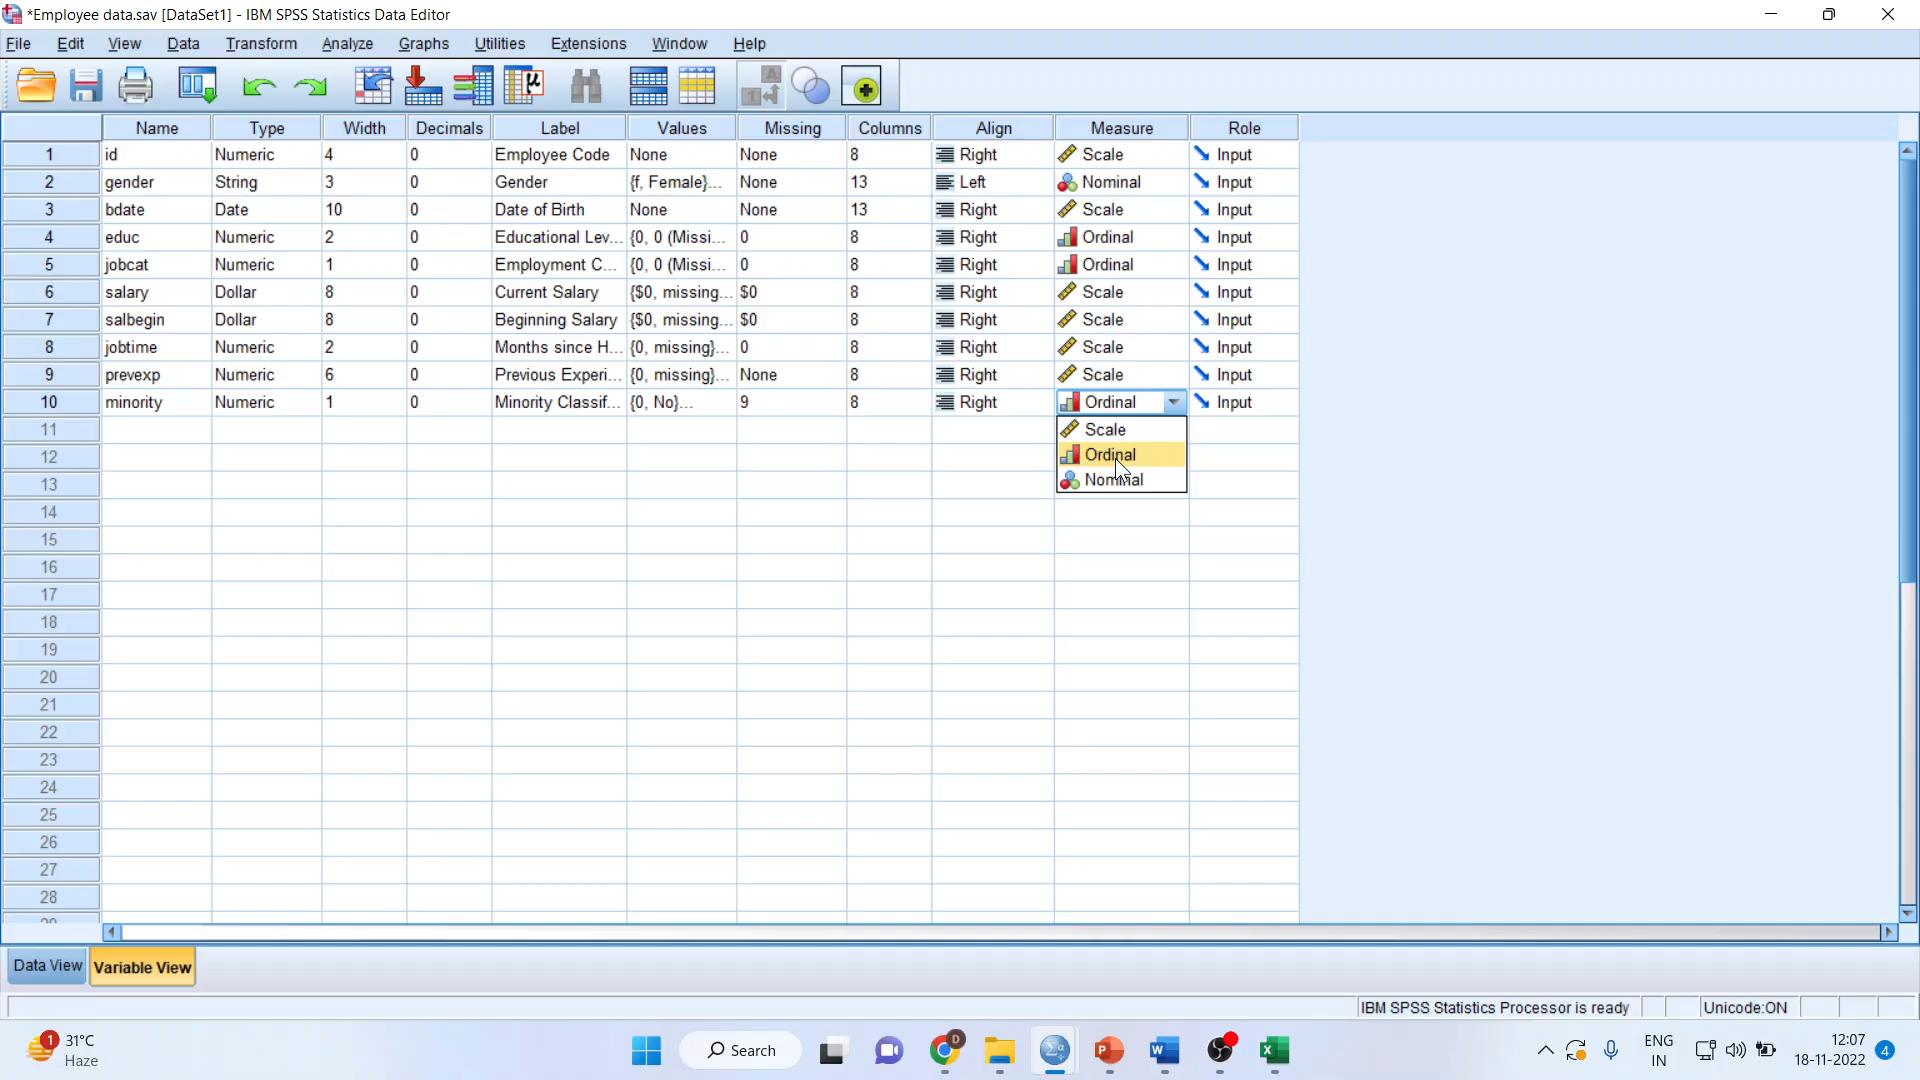 *Employee data.sav [DataSet1] - IBM SPSS Statistics Data Editor
File Edit View Data Transform Analyze Graphs Utilities Extensions Window Help
Name Type Width Decimals Label Values Missing Columns Align Measure Role
1 id Numeric 4 0 Employee Code None None 8 Right Scale Input
2 gender String 3 0 Gender {f, Female}... None 13 Left Nominal Input
3 bdate Date 10 0 Date of Birth None None 13 Right Scale Input
4 educ Numeric 2 0 Educational Lev... {0, 0 (Missi... 0 8 Right Ordinal Input
5 jobcat Numeric 1 0 Employment C... {0, 0 (Missi... 0 8 Right Ordinal Input
6 salary Dollar 8 0 Current Salary {$0, missing... $0 8 Right Scale Input
7 salbegin Dollar 8 0 Beginning Salary {$0, missing... $0 8 Right Scale Input
8 jobtime Numeric 2 0 Months since H... {0, missing}... 0 8 Right Scale Input
9 prevexp Numeric 6 0 Previous Experi... {0, missing}... None 8 Right Scale Input
10 minority Numeric 1 0 Minority Classif... {0, No}... 9 8 Right Ordinal Input
11 Scale
12 Ordinal
13 Nominal
14
15
16
17
18
19
20
21
22
23
24
25
26
27
28
29
Data View Variable View
IBM SPSS Statistics Processor is ready Unicode:ON
1 31°C Haze
Search
D
ENG IN
12:07
18-11-2022 4